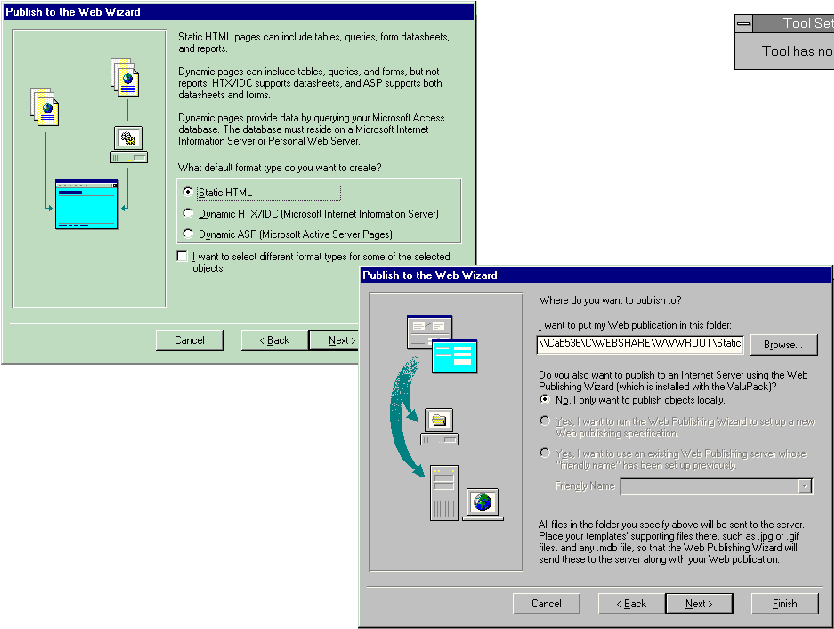 Publish to the Web Wizard
Static HTML pages can include tables, queries, form datasheets,
and reports.
Dynamic pages can include tables, queries, and forms, but not
reports. HTX/IDC supports datasheets, and ASP supports both
datasheets and forms.
Dynamic pages provide data by querying your Microsoft Access
database. The database must reside on a Microsoft Internet
Information Server or Personal Web Server.
What default format type do you want to create?
Static HTML
Dynamic HTX/IDC (Microsoft Internet Information Server)
Dynamic ASP (Microsoft Active Server Pages)
I want to select different format types for some of the selected
objects
Cancel
< Back
Next >
Tool Set
Tool has no
Publish to the Web Wizard
Where do you want to publish to?
I want to put my Web publication in this folder:
\WEBSHARE\WWWROOT\Static
Browse...
Do you also want to publish to an Internet Server using the Web
Publishing Wizard (which is installed with the ValuPack)?
No, I only want to publish objects locally.
Yes, I want to run the Web Publishing Wizard to set up a new
Web publishing specification.
Yes, I want to use an existing Web Publishing server whose
"friendly name" has been set up previously
Friendly Name
All files in the folder you specify above will be sent to the server.
Place your templates' supporting files there, such as .jpg or .gif
files, and any .mdb file, so that the Web Publishing Wizard will
send these to the server along with your Web publication.
Cancel
< Back
Next >
Finish